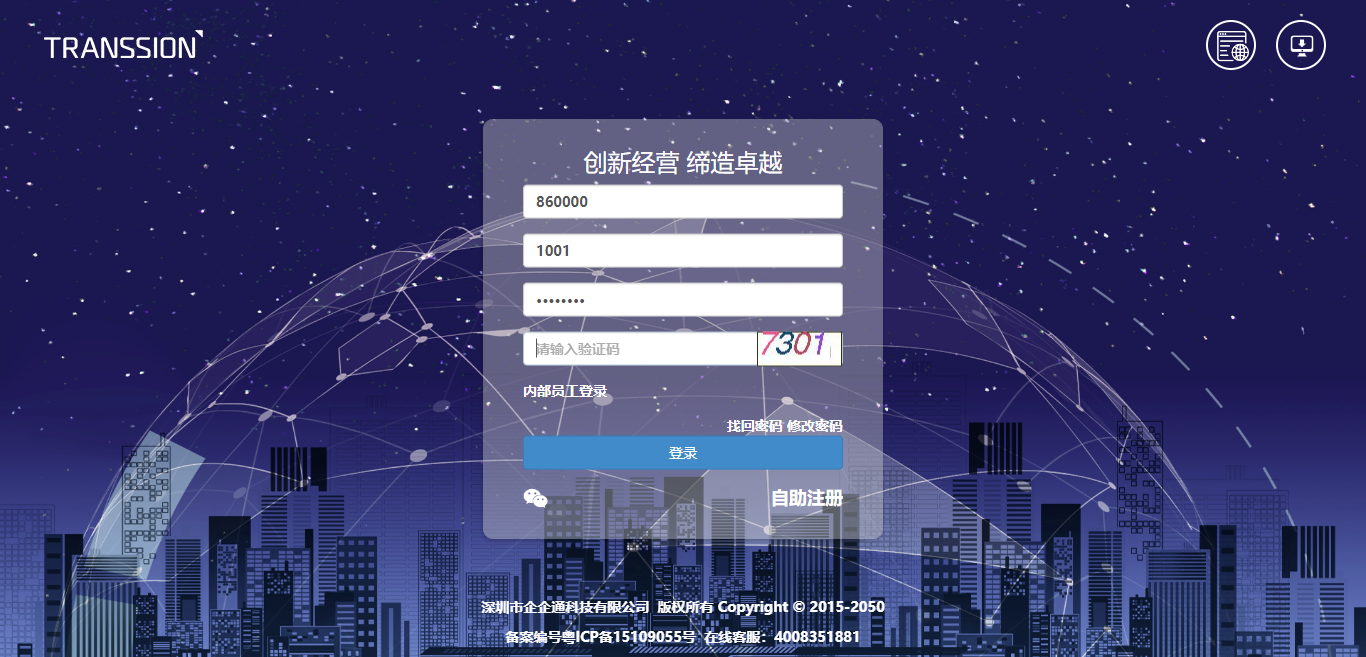 TRANSSION
创新经营 缔造卓越
860000
1001
••••••••
请输入验证码
7301
内部员工登录
找回密码 修改密码
登录
自助注册
深圳市企企通科技有限公司 版权所有 Copyright © 2015-2050
备案编号粤ICP备15109055号 在线客服：4008351881